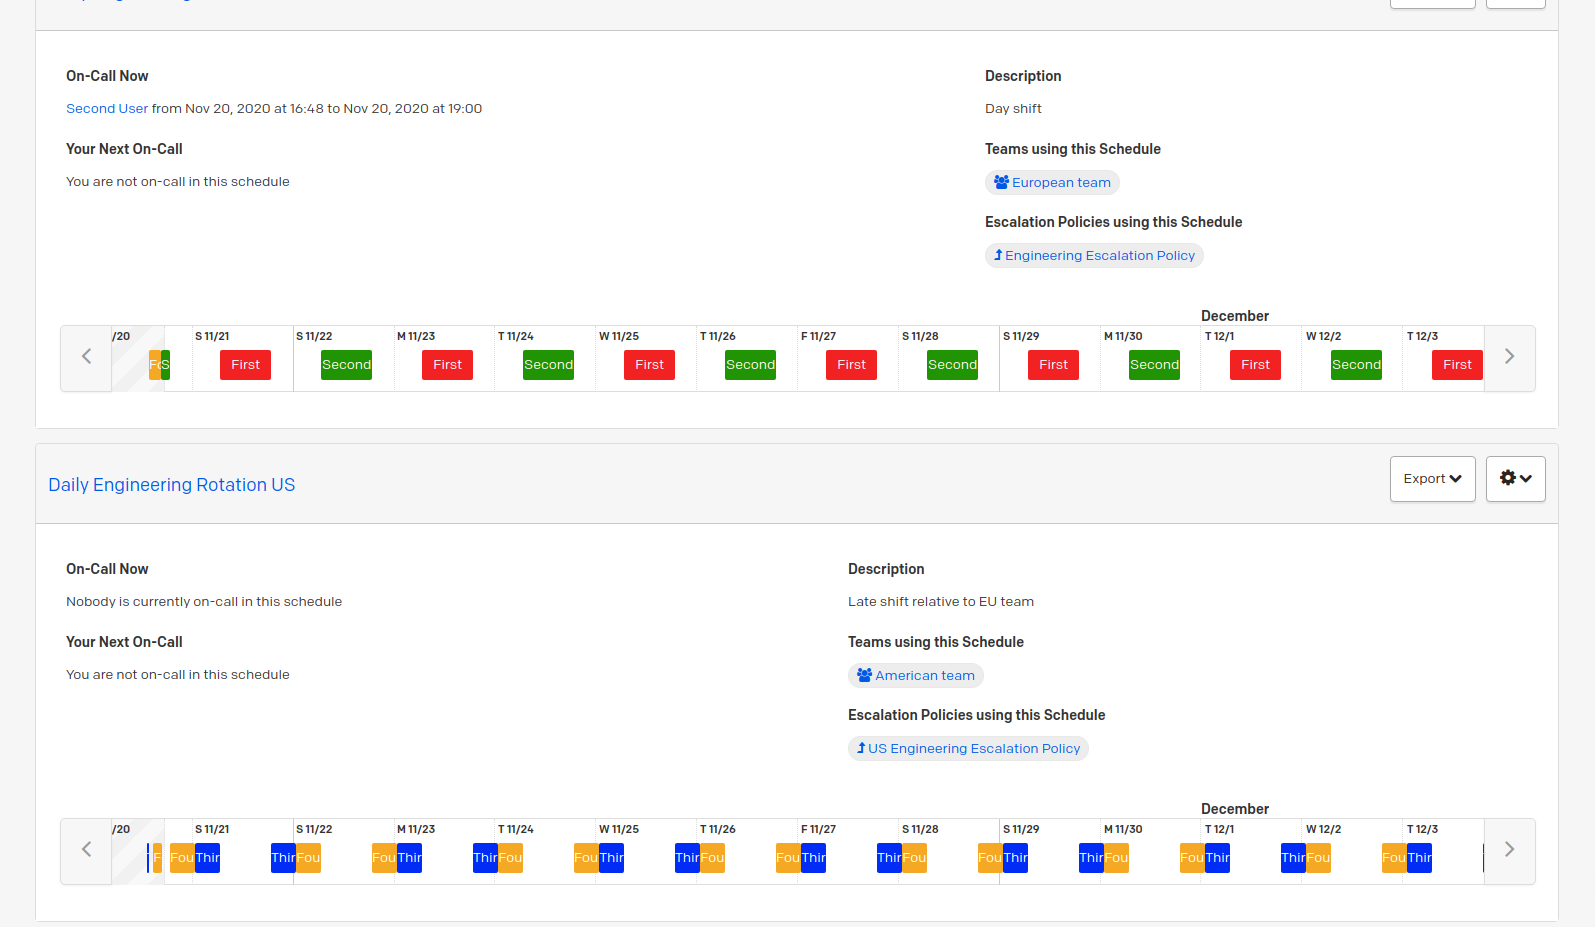 On-Call Now
Description
Second User from Nov 20, 2020 at 16:48 to Nov 20, 2020 at 19:00
Day shift
Your Next On-Call
Teams using this Schedule
You are not on-call in this schedule
European team
Escalation Policies using this Schedule
Engineering Escalation Policy
December
/20 S 11/21 S 11/22 M 11/23 T 11/24 W 11/25 T 11/26 F 11/27 S 11/28 S 11/29 M 11/30 T 12/1 W 12/2 T 12/3
S First Second First Second First Second First Second First Second First Second First
Daily Engineering Rotation US
Export
On-Call Now
Description
Nobody is currently on-call in this schedule
Late shift relative to EU team
Your Next On-Call
Teams using this Schedule
You are not on-call in this schedule
American team
Escalation Policies using this Schedule
US Engineering Escalation Policy
December
/20 S 11/21 S 11/22 M 11/23 T 11/24 W 11/25 T 11/26 F 11/27 S 11/28 S 11/29 M 11/30 T 12/1 W 12/2 T 12/3
F Fou Thir Thir Fou Fou Thir Thir Fou Fou Thir Thir Fou Fou Thir Thir Fou Fou Thir Thir Fou Fou Thir Thir Fou Fou Thir